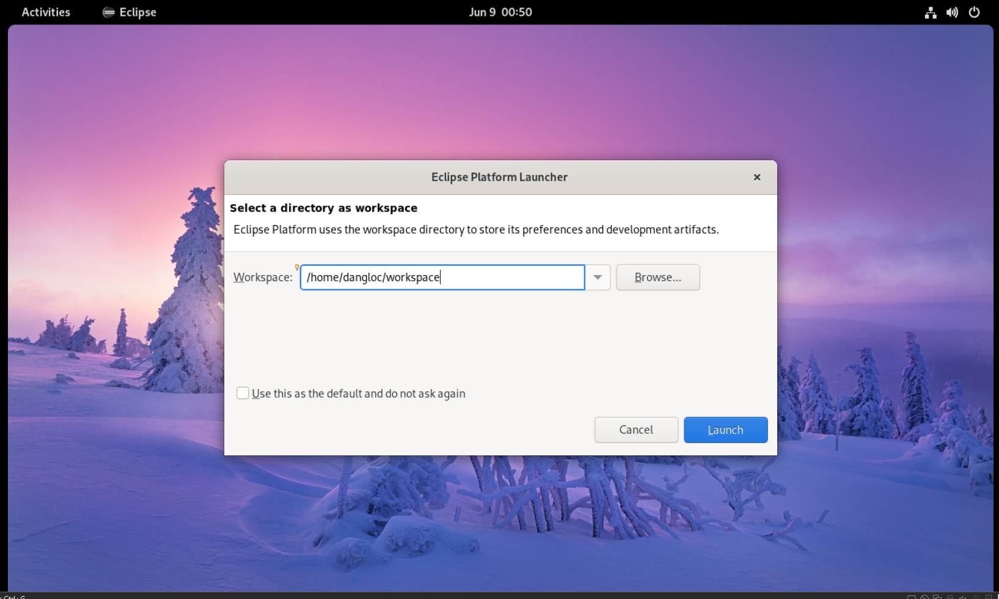 Activities Eclipse Jun 9 00:50
Eclipse Platform Launcher
Select a directory as workspace
Eclipse Platform uses the workspace directory to store its preferences and development artifacts.
Workspace: /home/dangloc/workspace Browse...
Use this as the default and do not ask again
Cancel Launch
Ctrl+G